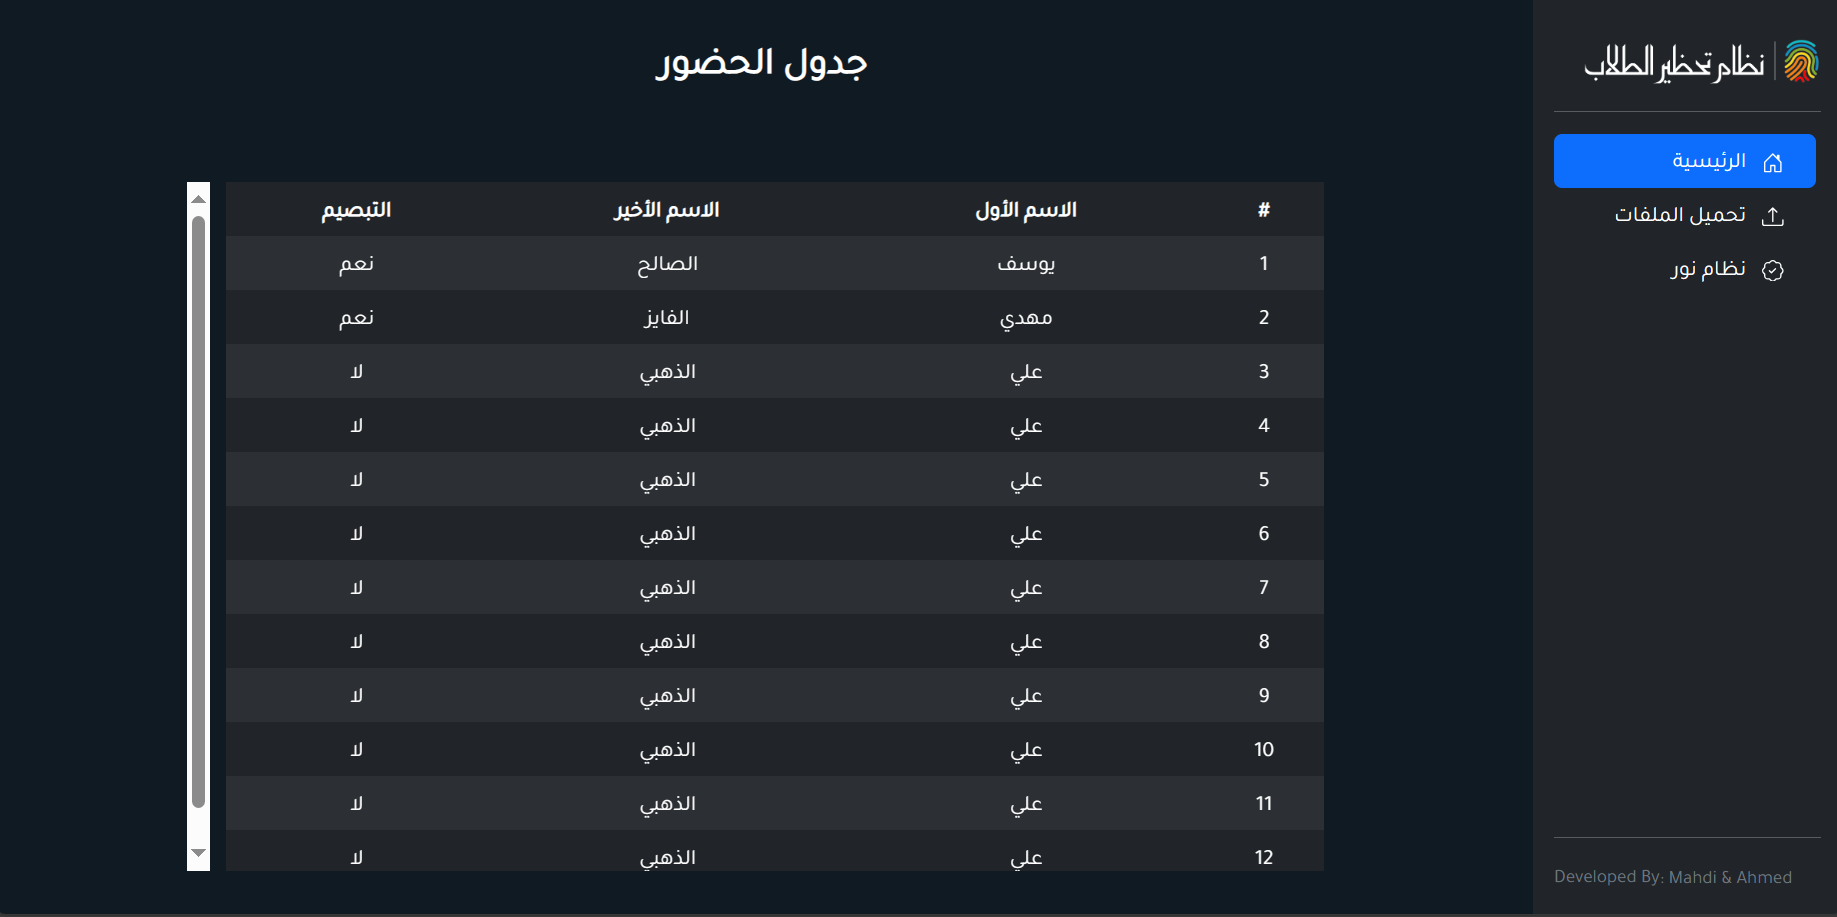 نظام تحظير الطلاب
الرئيسية
تحميل الملفات
نظام نور
Developed By: Mahdi & Ahmed
جدول الحضور
# الاسم الأول الاسم الأخير التبصيم
1 يوسف الصالح نعم
2 مهدي الفايز نعم
3 علي الذهبي لا
4 علي الذهبي لا
5 علي الذهبي لا
6 علي الذهبي لا
7 علي الذهبي لا
8 علي الذهبي لا
9 علي الذهبي لا
10 علي الذهبي لا
11 علي الذهبي لا
12 علي الذهبي لا